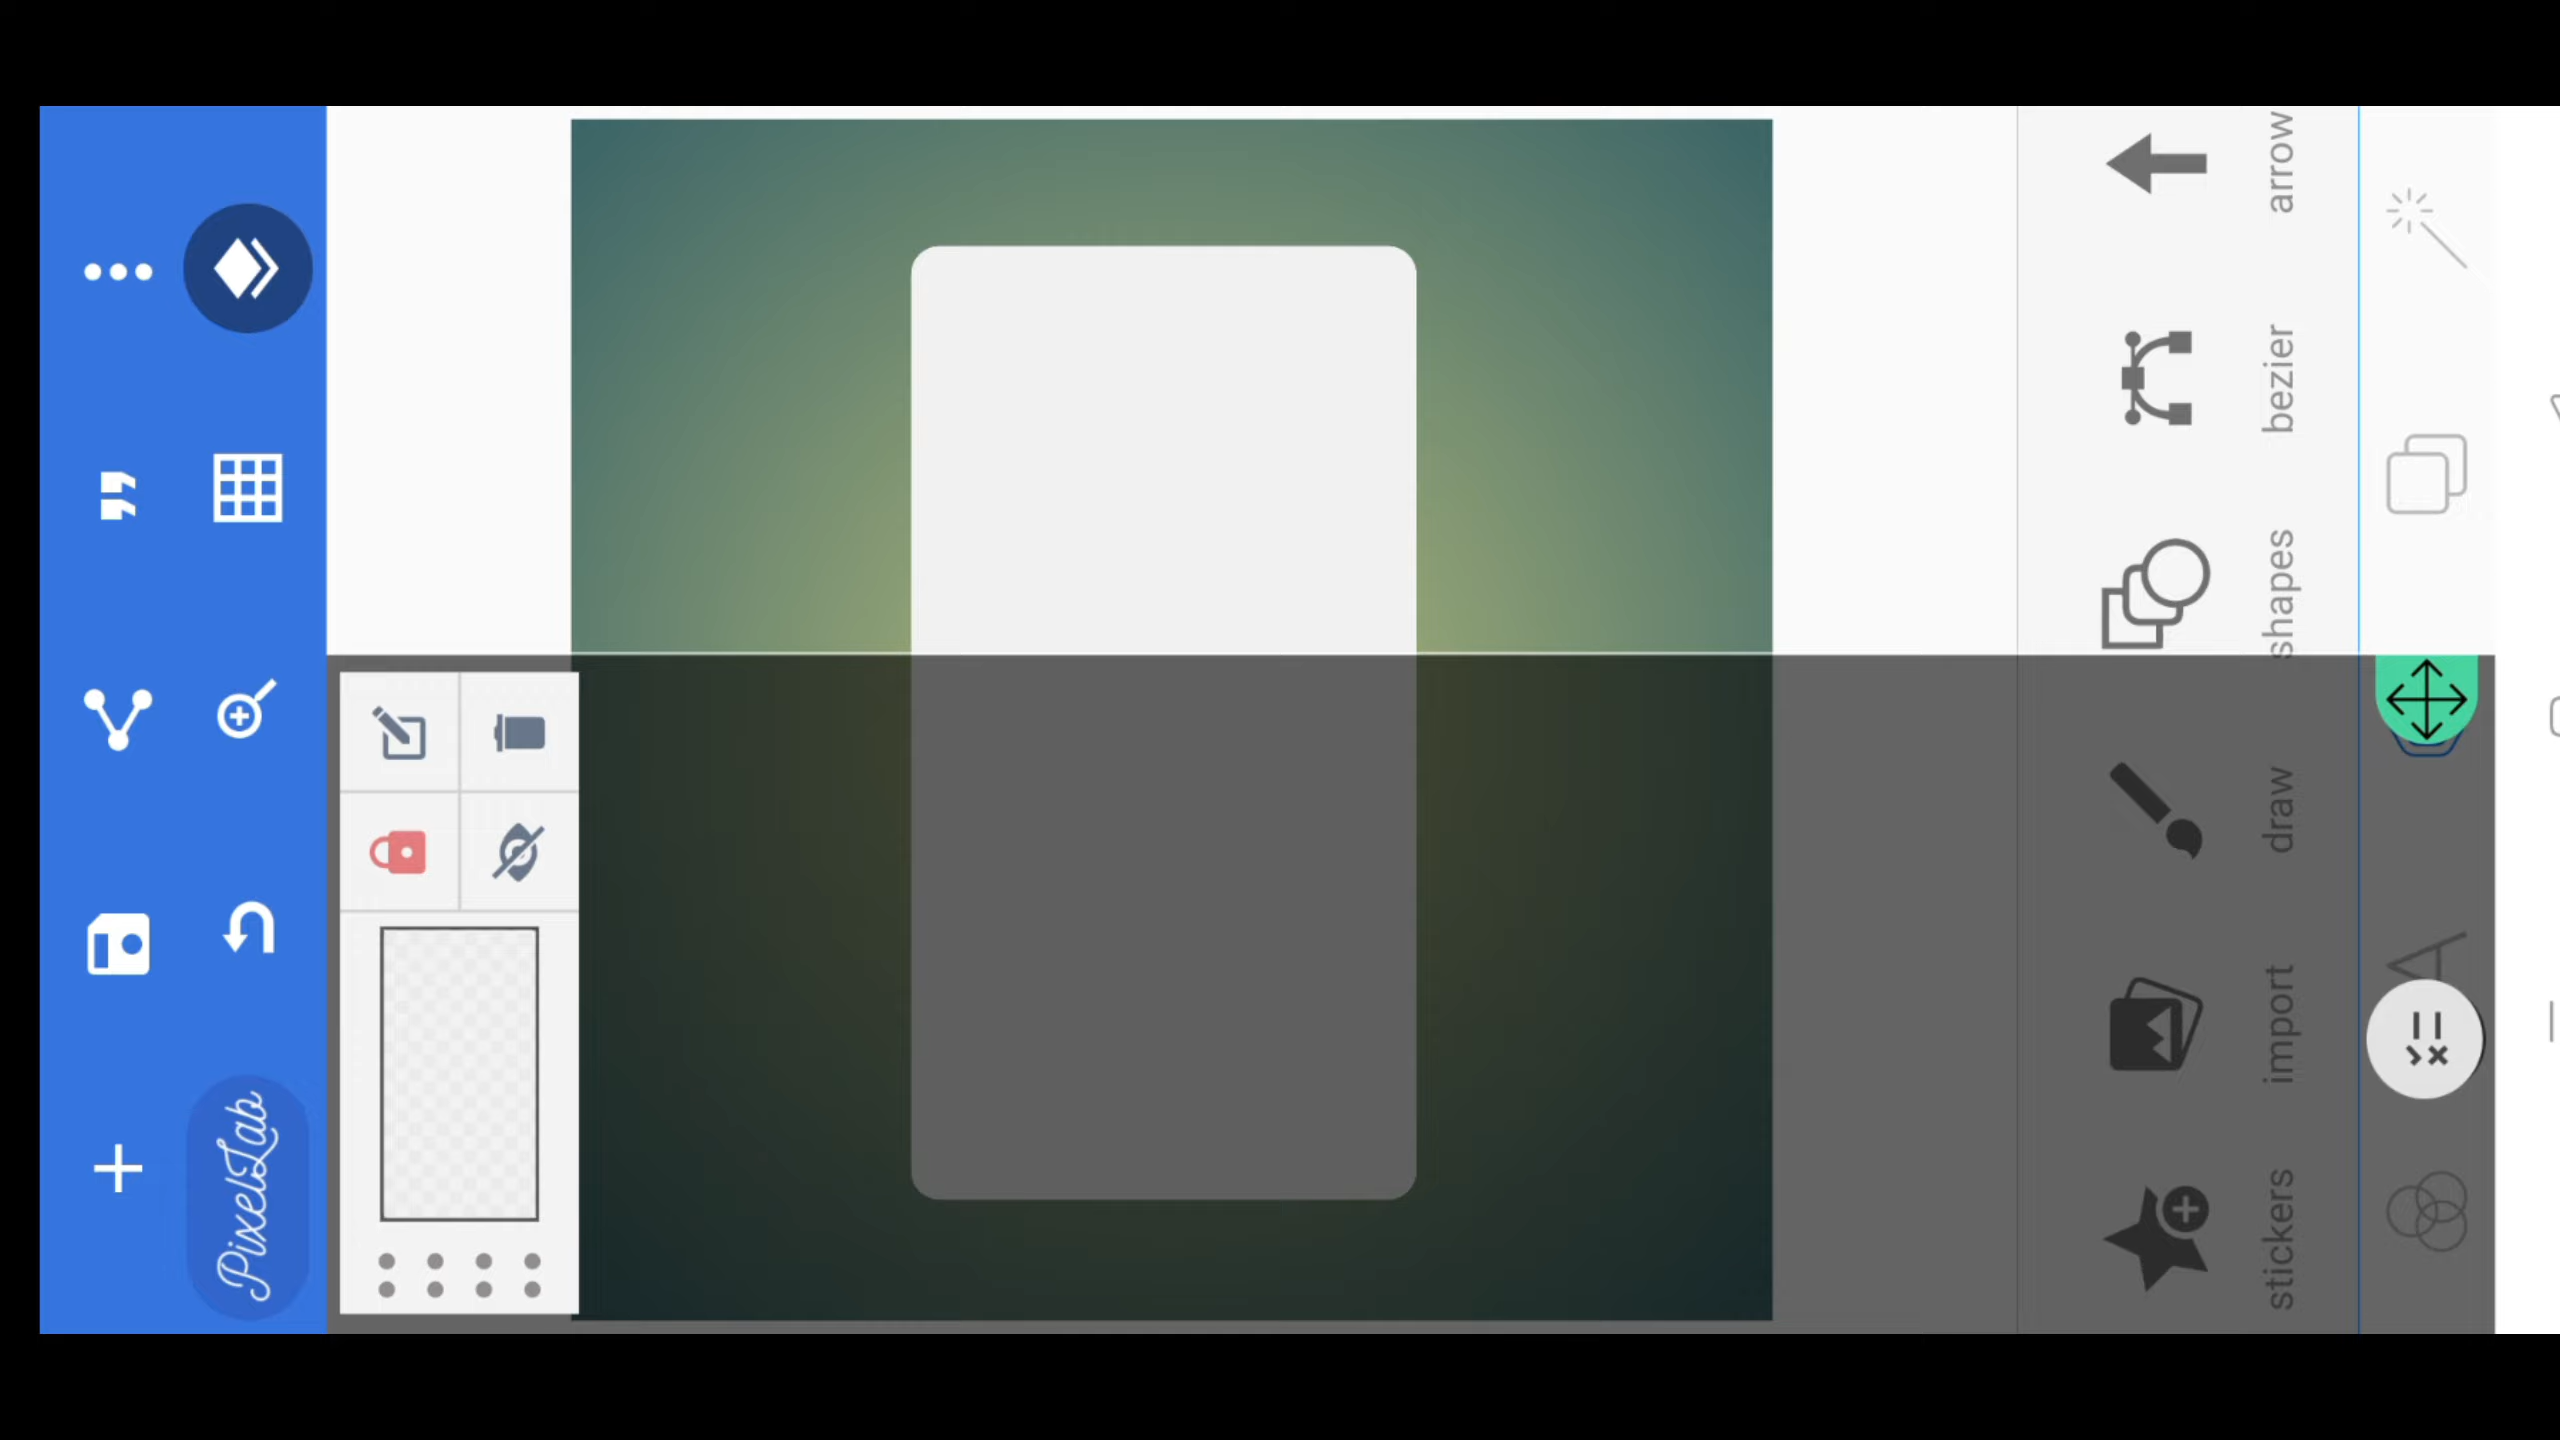 PixelLab
stickers
import
draw
shapes
bezier
arrow